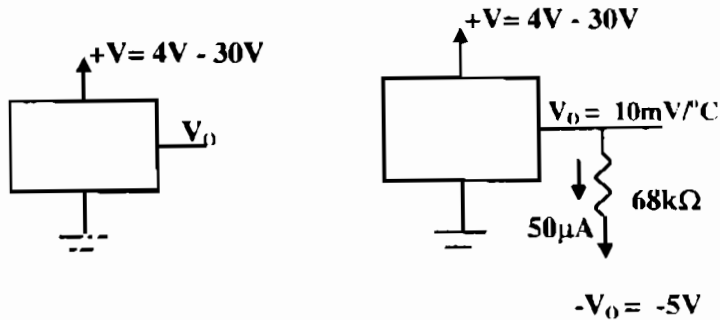 +V= 4V - 30V
V₀
+V= 4V - 30V
V₀ = 10mV/°C
50μA
68kΩ
-V₀ = -5V